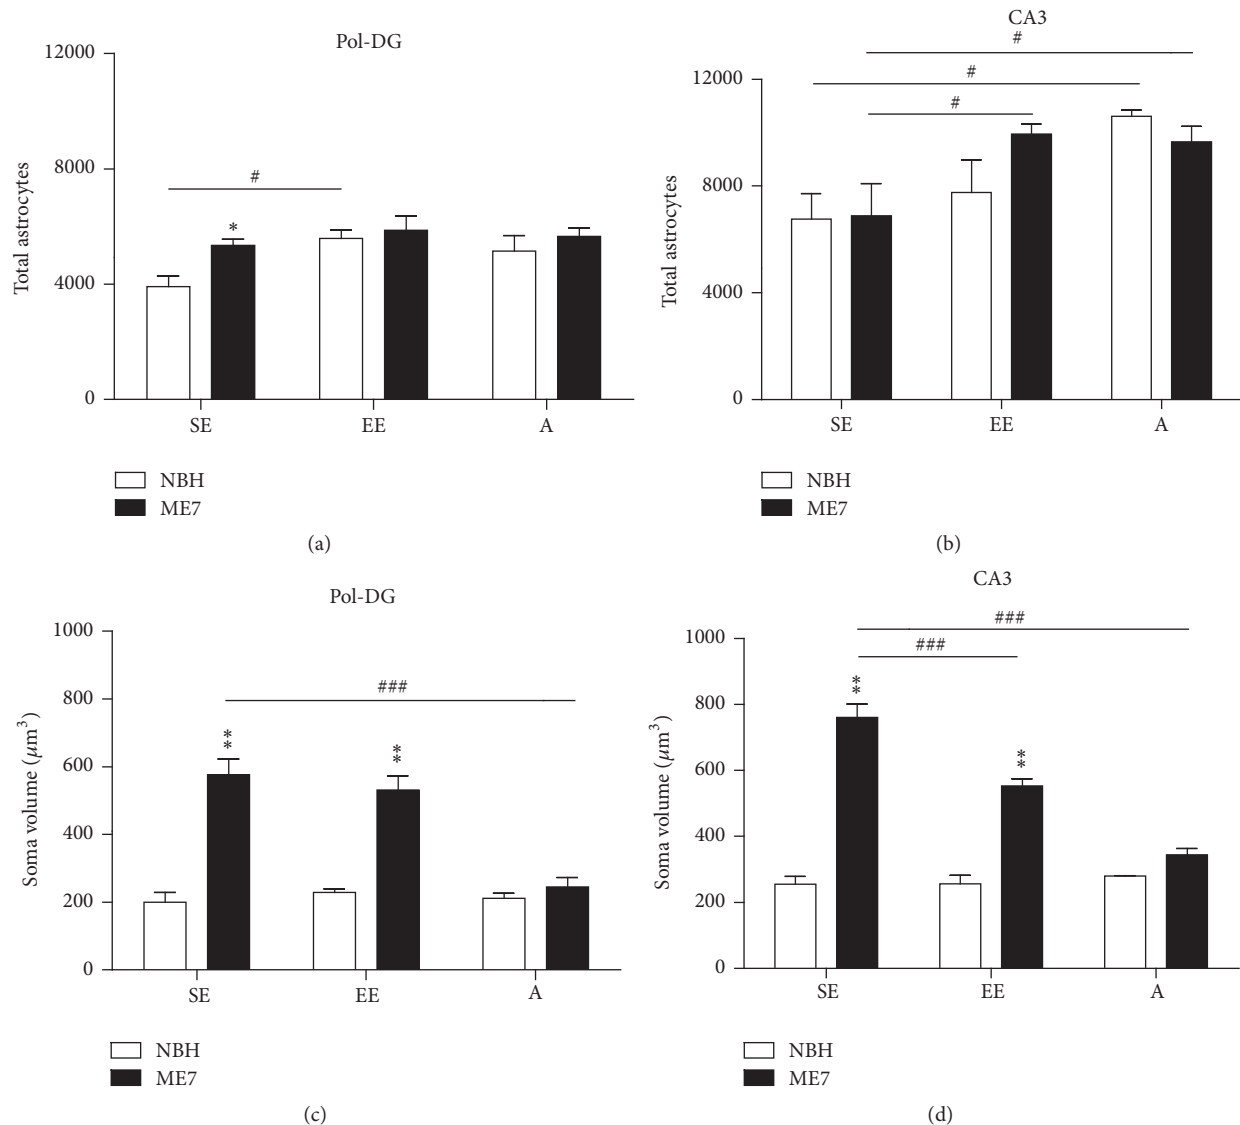 Pol-DG
12000
8000
4000
0
Total astrocytes
#
*
SE EE A
NBH
ME7
(a)
CA3
12000
8000
4000
0
Total astrocytes
#
#
#
SE EE A
NBH
ME7
(b)
Pol-DG
1000
800
600
400
200
0
Soma volume (μm³)
###
**
**
SE EE A
NBH
ME7
(c)
CA3
1000
800
600
400
200
0
Soma volume (μm³)
###
###
**
**
SE EE A
NBH
ME7
(d)